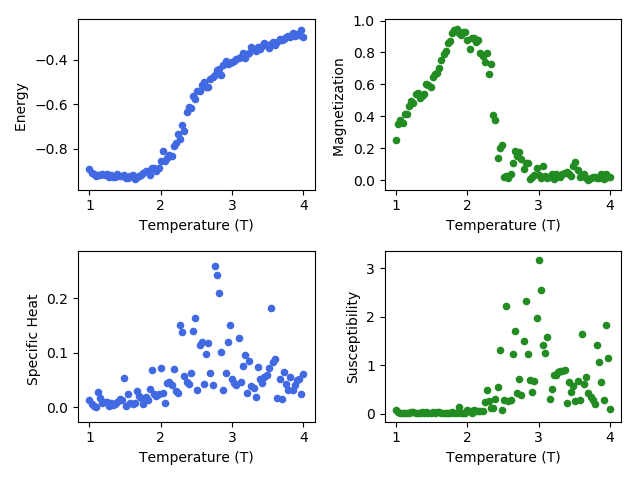 Energy
−0.4
−0.6
−0.8
1 2 3 4
Temperature (T)
Magnetization
1.0
0.8
0.6
0.4
0.2
0.0
1 2 3 4
Temperature (T)
Specific Heat
0.2
0.1
0.0
1 2 3 4
Temperature (T)
Susceptibility
3
2
1
0
1 2 3 4
Temperature (T)